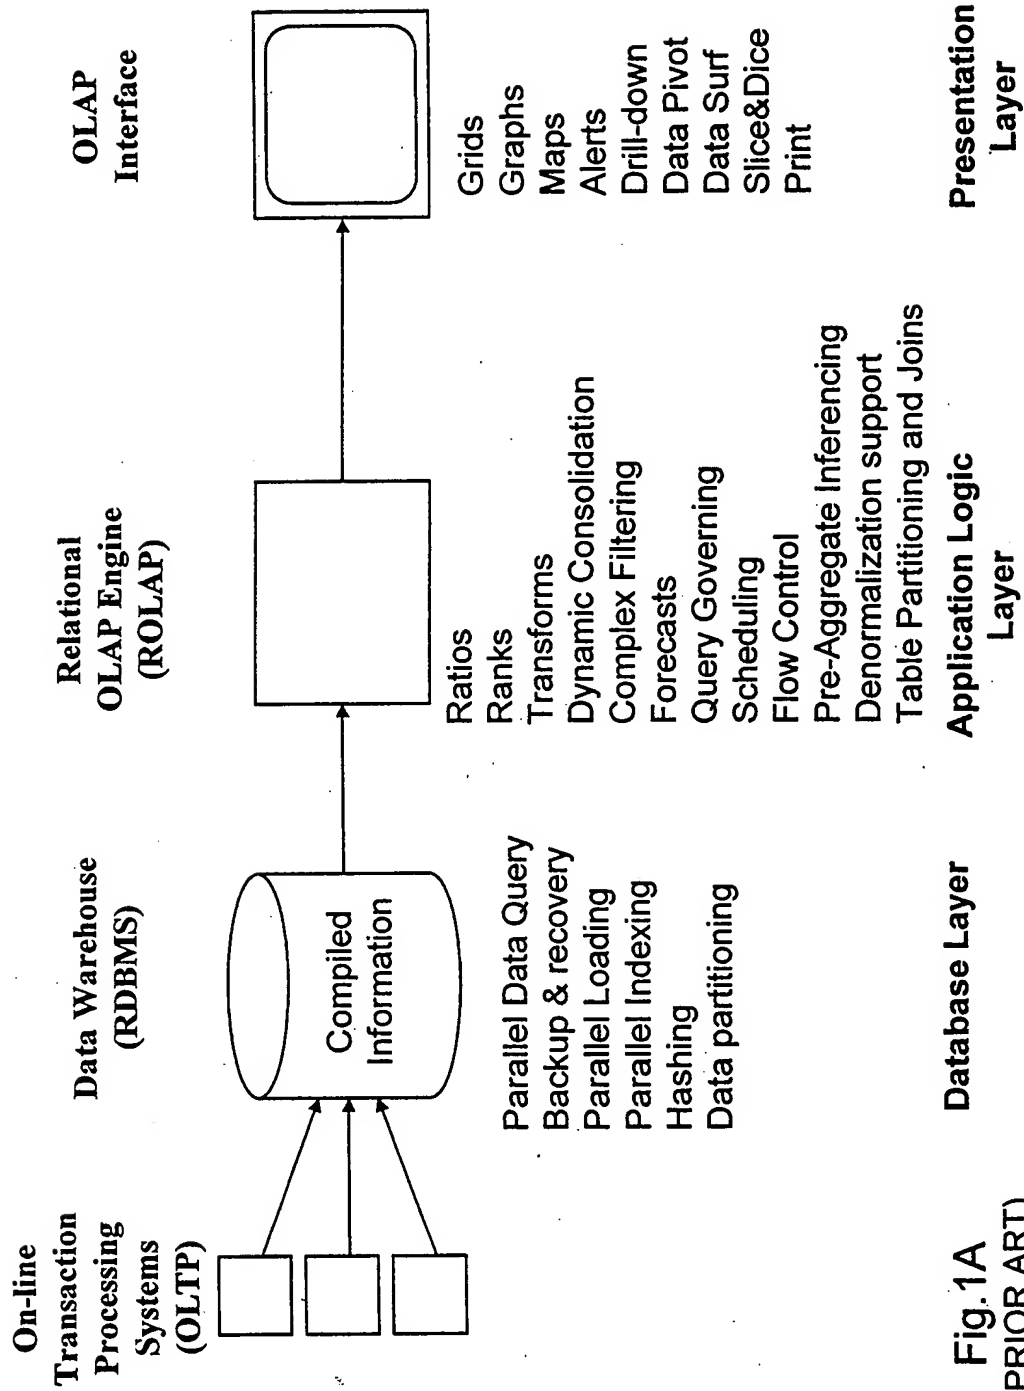 On-line
Transaction
Processing
Systems
(OLTP)
Data Warehouse
(RDBMS)
Compiled
Information
Parallel Data Query
Backup & recovery
Parallel Loading
Parallel Indexing
Hashing
Data partitioning
Database Layer
Relational
OLAP Engine
(ROLAP)
Ratios
Ranks
Transforms
Dynamic Consolidation
Complex Filtering
Forecasts
Query Governing
Scheduling
Flow Control
Pre-Aggregate Inferencing
Denormalization support
Table Partitioning and Joins
Application Logic
Layer
OLAP
Interface
Grids
Graphs
Maps
Alerts
Drill-down
Data Pivot
Data Surf
Slice&Dice
Print
Presentation
Layer
Fig.1A
PRIOR ART)